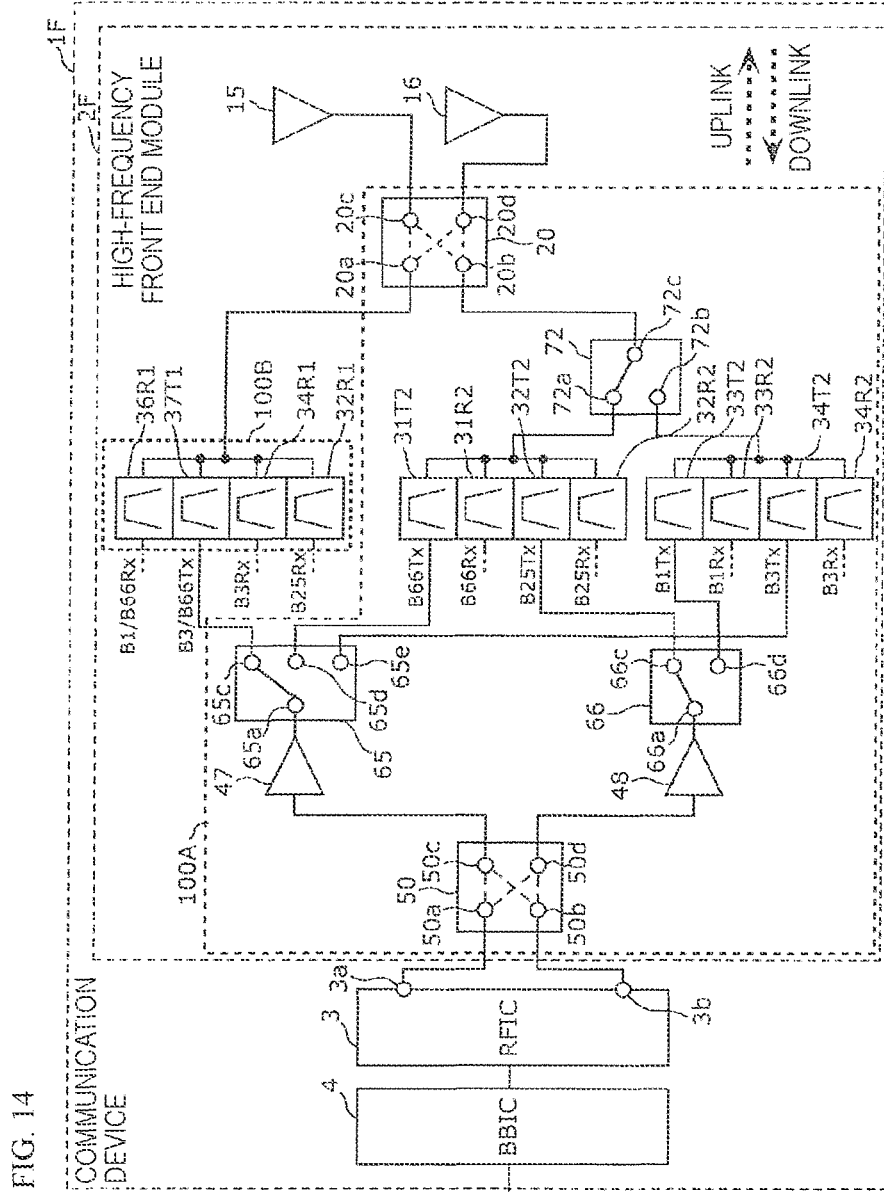 FIG. 14
COMMUNICATION
DEVICE
1F
2F
HIGH-FREQUENCY
FRONT END MODULE
4
BBIC
3
RFIC
3a
3b
100A
50
50a
50c
50b
50d
47
48
65a
65c
65d
65e
65
66
66a
66c
66d
B1/B66Rx
B3/B66Tx
B3Rx
B25Rx
36R1
37T1
100B
34R1
32R1
B66Tx
B66Rx
B25Tx
B25Rx
31T2
31R2
32T2
32R2
B1Tx
B1Rx
B3Tx
B3Rx
33T2
33R2
34T2
34R2
72
72a
72c
72b
20a
20c
20b
20d
20
15
16
UPLINK
DOWNLINK